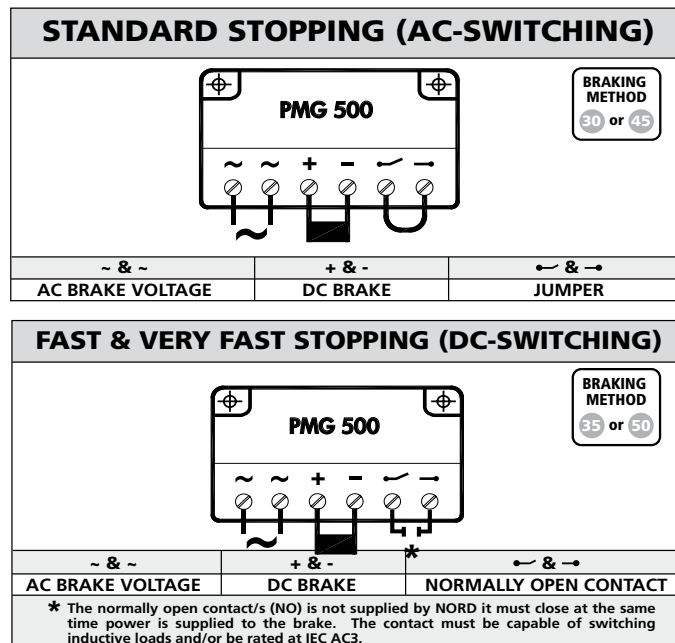 STANDARD STOPPING (AC-SWITCHING)
BRAKING
METHOD
30 or 45
PMG 500
~ ~ + −
~
~ & ~ + & - &
AC BRAKE VOLTAGE DC BRAKE JUMPER
FAST & VERY FAST STOPPING (DC-SWITCHING)
BRAKING
METHOD
35 or 50
PMG 500
~ ~ + −
~ *
~ & ~ + & - &
AC BRAKE VOLTAGE DC BRAKE NORMALLY OPEN CONTACT
* The normally open contact/s (NO) is not supplied by NORD it must close at the same
time power is supplied to the brake. The contact must be capable of switching
inductive loads and/or be rated at IEC AC3.